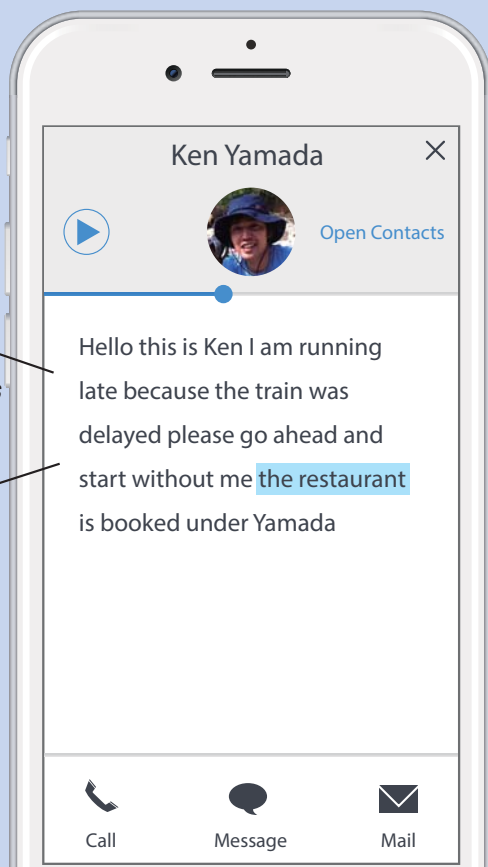 Ken Yamada
Open Contacts
Hello this is Ken I am running
late because the train was
delayed please go ahead and
start without me the restaurant
is booked under Yamada
Call
Message
Mail